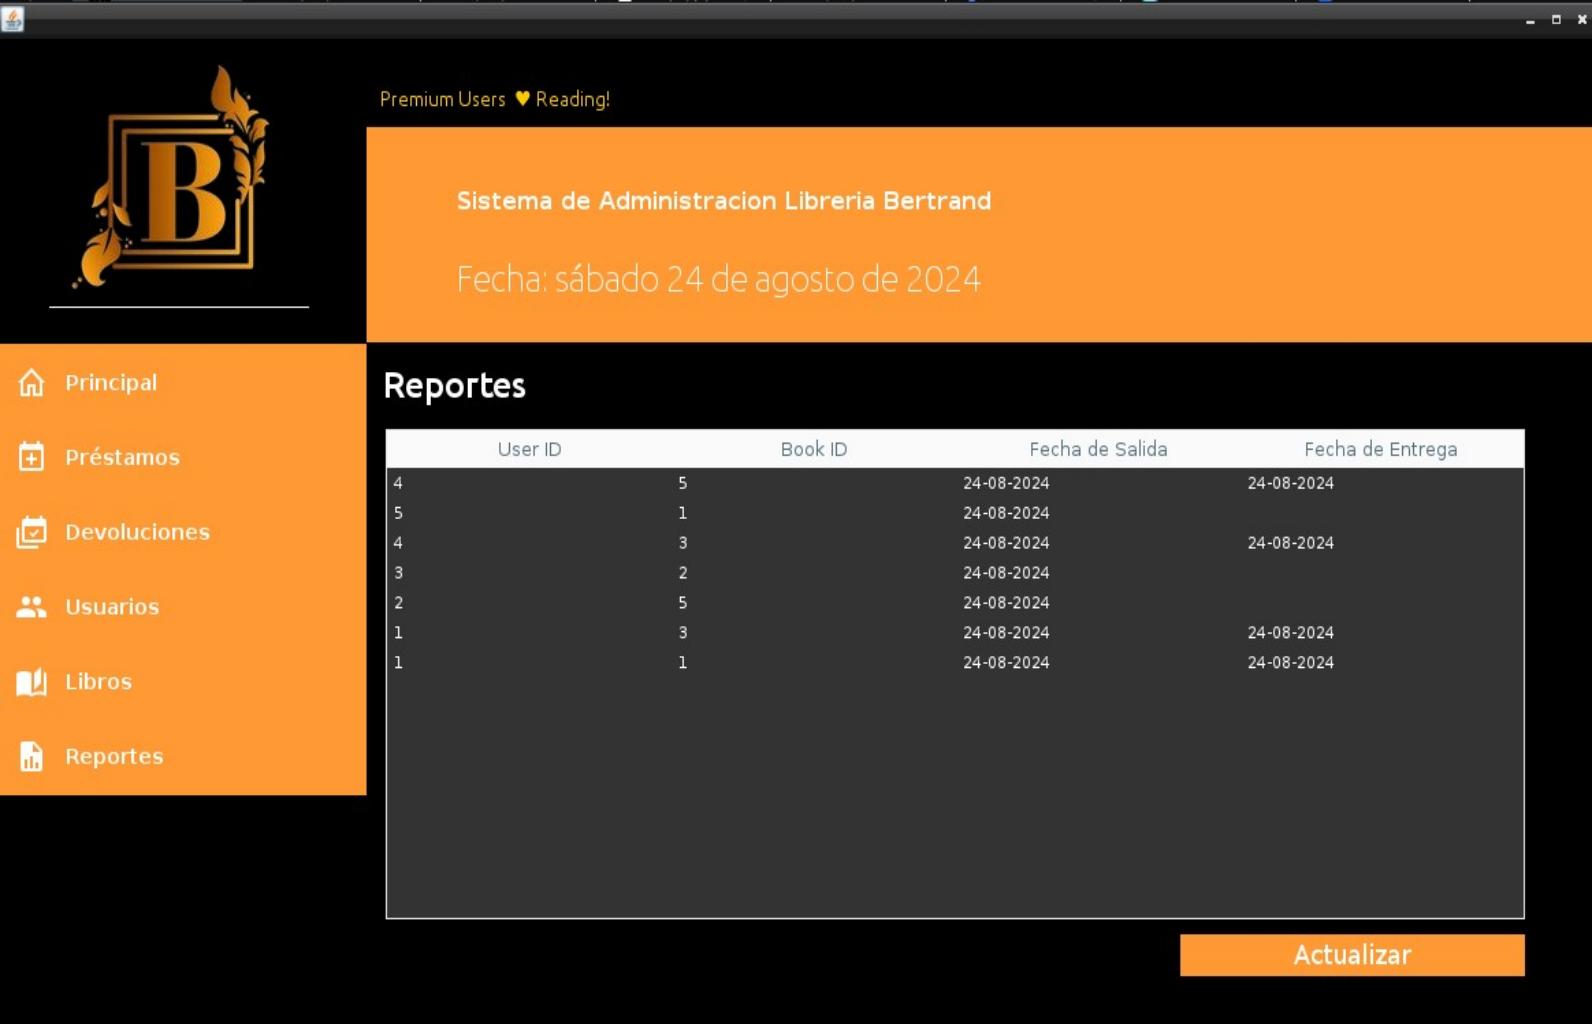 B
Premium Users ♥ Reading!
Sistema de Administracion Libreria Bertrand
Fecha: sábado 24 de agosto de 2024
Principal
Préstamos
Devoluciones
Usuarios
Libros
Reportes
Reportes
User ID Book ID Fecha de Salida Fecha de Entrega
4 5 24-08-2024 24-08-2024
5 1 24-08-2024
4 3 24-08-2024 24-08-2024
3 2 24-08-2024
2 5 24-08-2024
1 3 24-08-2024 24-08-2024
1 1 24-08-2024 24-08-2024
Actualizar